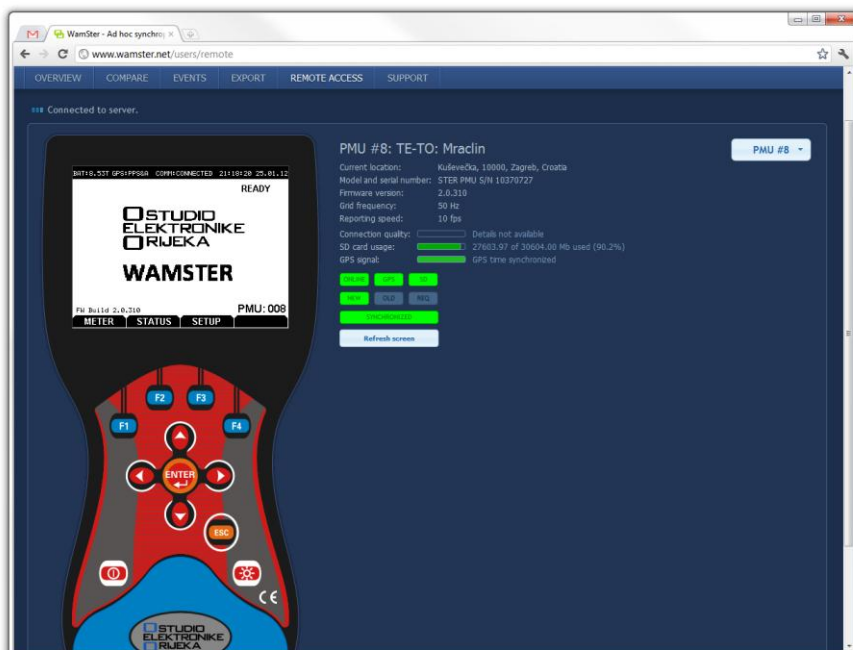 WamSter - Ad hoc synchro
www.wamster.net/users/remote
OVERVIEW COMPARE EVENTS EXPORT REMOTE ACCESS SUPPORT
Connected to server.
PMU #8: TE-TO: Mraclin
PMU #8
Current location: Kuševečka, 10000, Zagreb, Croatia
Model and serial number: STER PMU S/N 10370727
Firmware version: 2.0.310
Grid frequency: 50 Hz
Reporting speed: 10 fps
Connection quality: Details not available
SD card usage: 27603.97 of 30604.00 Mb used (90.2%)
GPS signal: GPS time synchronized
ONLINE GPS SD
NEW OLD REQ
SYNCHRONIZED
Refresh screen
BAT:8.53T GPS:PPS&A COMM:CONNECTED 21:18:20 25.01.12
READY
STUDIO
ELEKTRONIKE
RIJEKA
WAMSTER
FW Build 2.0.310 PMU:008
METER STATUS SETUP
F1 F2 F3 F4
ENTER
ESC
CE
STUDIO
ELEKTRONIKE
RIJEKA